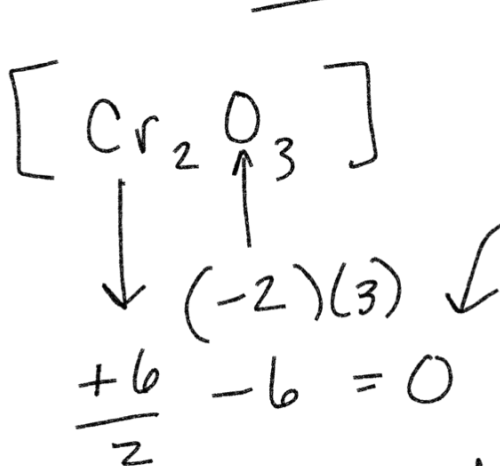 [Cr₂O₃]
(-2)(3)
+6/2 - 6 = 0